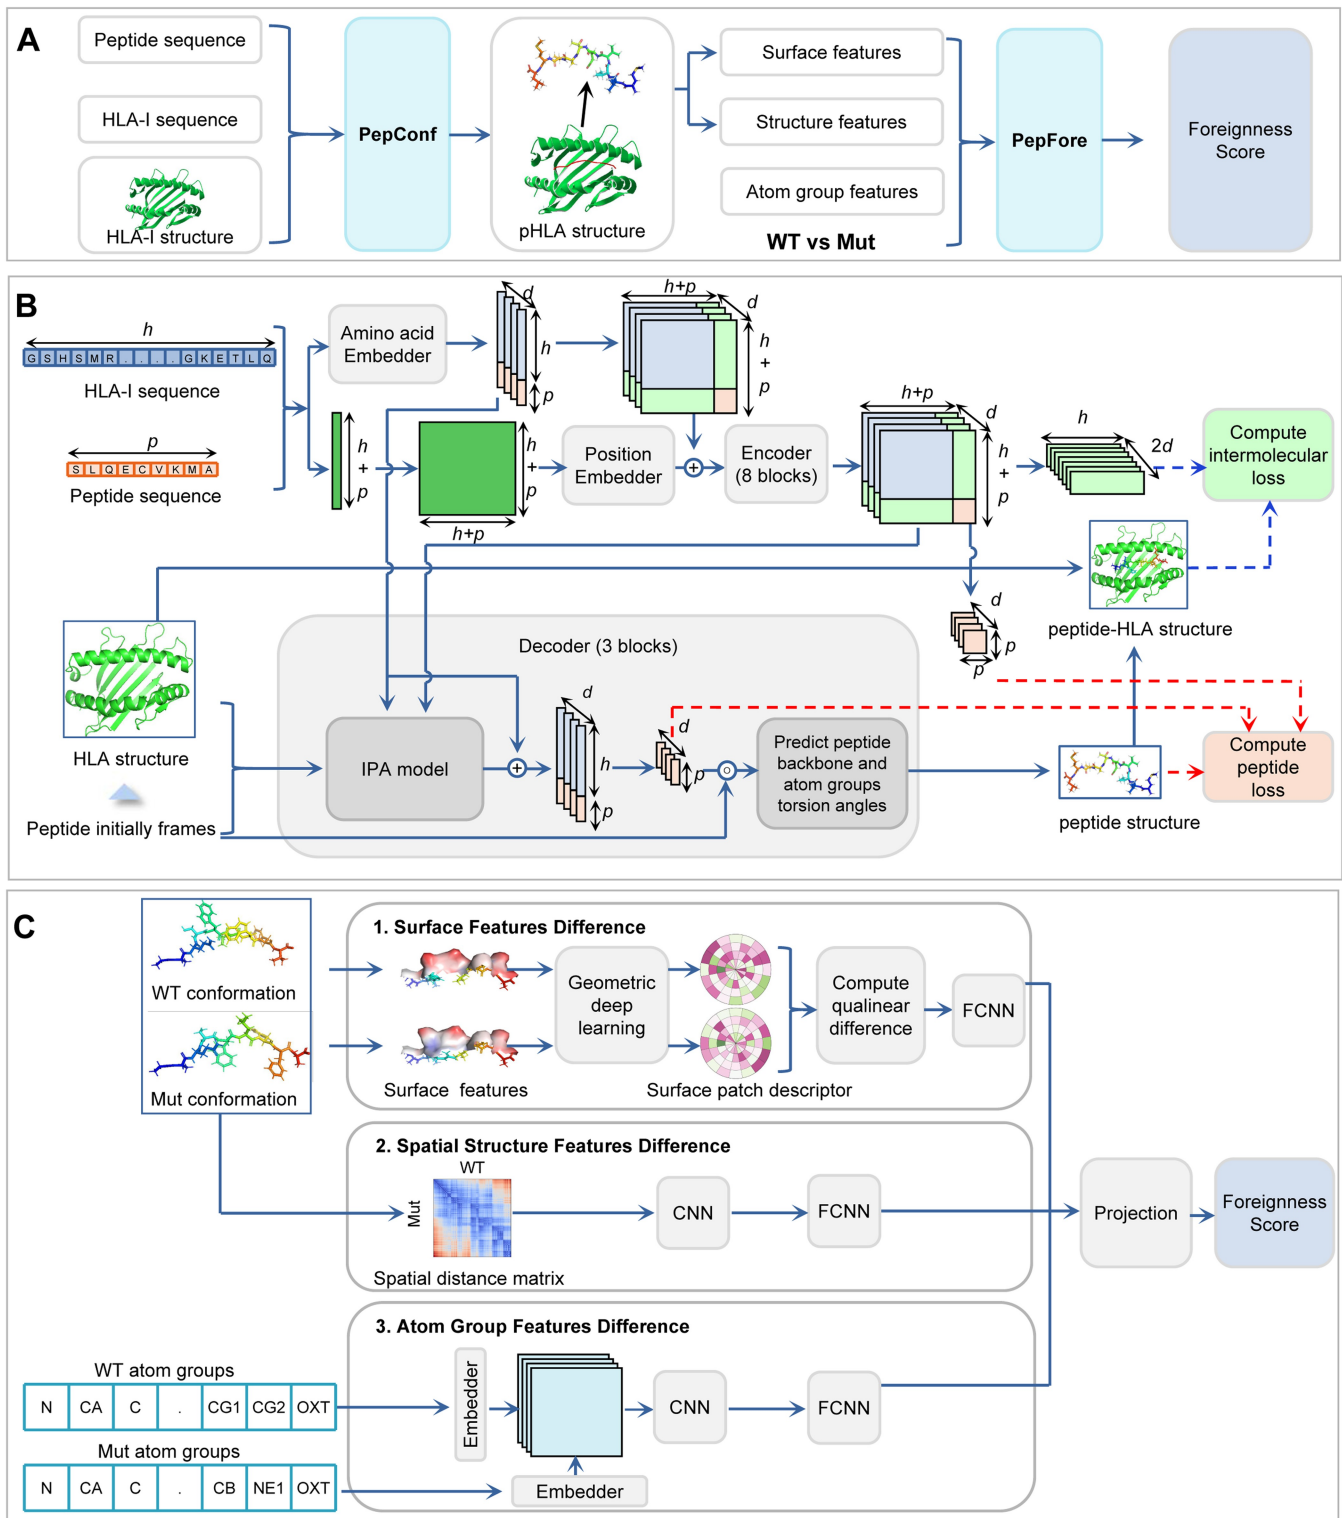 A
Peptide sequence
HLA-I sequence
HLA-I structure
PepConf
pHLA structure
Surface features
Structure features
Atom group features
WT vs Mut
PepFore
Foreignness
Score
B
h
G S H S M R . . . . G K E T L Q
HLA-I sequence
p
S L Q E C V K M A
Peptide sequence
Amino acid
Embedder
d
h
p
h+p
d
h
+
p
h
+
p
h
+
p
h+p
Position
Embedder
+
Encoder
(8 blocks)
h+p
d
h
+
p
h
2d
Compute
intermolecular
loss
peptide-HLA structure
d
p
p
HLA structure
Peptide initially frames
Decoder (3 blocks)
IPA model
+
d
h
p
d
p
Predict peptide
backbone and
atom groups
torsion angles
peptide structure
Compute
peptide
loss
C
WT conformation
Mut conformation
1. Surface Features Difference
Surface features
Geometric
deep
learning
Surface patch descriptor
Compute
qualinear
difference
FCNN
2. Spatial Structure Features Difference
WT
Mut
Spatial distance matrix
CNN
FCNN
Projection
Foreignness
Score
3. Atom Group Features Difference
WT atom groups
N CA C . CG1 CG2 OXT
Mut atom groups
N CA C . CB NE1 OXT
Embedder
Embedder
CNN
FCNN